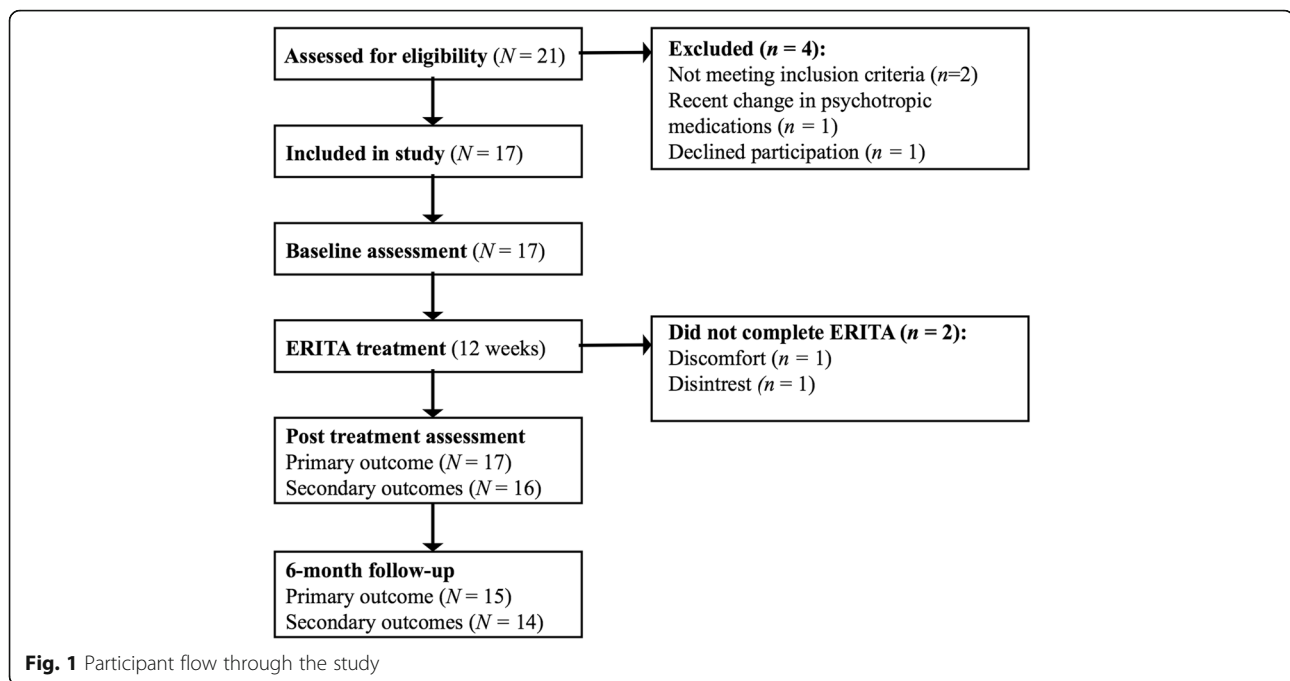 Assessed for eligibility (N = 21)
Excluded (n = 4):
Not meeting inclusion criteria (n=2)
Recent change in psychotropic
medications (n = 1)
Declined participation (n = 1)
Included in study (N = 17)
Baseline assessment (N = 17)
ERITA treatment (12 weeks)
Did not complete ERITA (n = 2):
Discomfort (n = 1)
Disintrest (n = 1)
Post treatment assessment
Primary outcome (N = 17)
Secondary outcomes (N = 16)
6-month follow-up
Primary outcome (N = 15)
Secondary outcomes (N = 14)
Fig. 1 Participant flow through the study